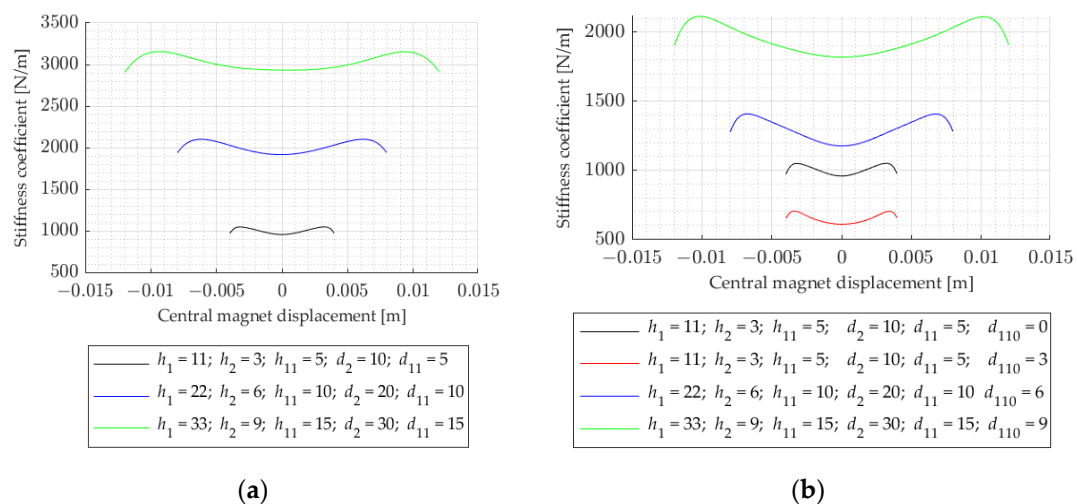 3500
3000
2500
2000
1500
1000
500
−0.015 −0.01 −0.005 0 0.005 0.01 0.015
Stiffness coefficient [N/m]
Central magnet displacement [m]
h₁ = 11; h₂ = 3; h₁₁ = 5; d₂ = 10; d₁₁ = 5
h₁ = 22; h₂ = 6; h₁₁ = 10; d₂ = 20; d₁₁ = 10
h₁ = 33; h₂ = 9; h₁₁ = 15; d₂ = 30; d₁₁ = 15
(a)
2000
1500
1000
500
−0.015 −0.01 −0.005 0 0.005 0.01 0.015
Stiffness coefficient [N/m]
Central magnet displacement [m]
h₁ = 11; h₂ = 3; h₁₁ = 5; d₂ = 10; d₁₁ = 5; d₁₁₀ = 0
h₁ = 11; h₂ = 3; h₁₁ = 5; d₂ = 10; d₁₁ = 5; d₁₁₀ = 3
h₁ = 22; h₂ = 6; h₁₁ = 10; d₂ = 20; d₁₁ = 10 d₁₁₀ = 6
h₁ = 33; h₂ = 9; h₁₁ = 15; d₂ = 30; d₁₁ = 15; d₁₁₀ = 9
(b)